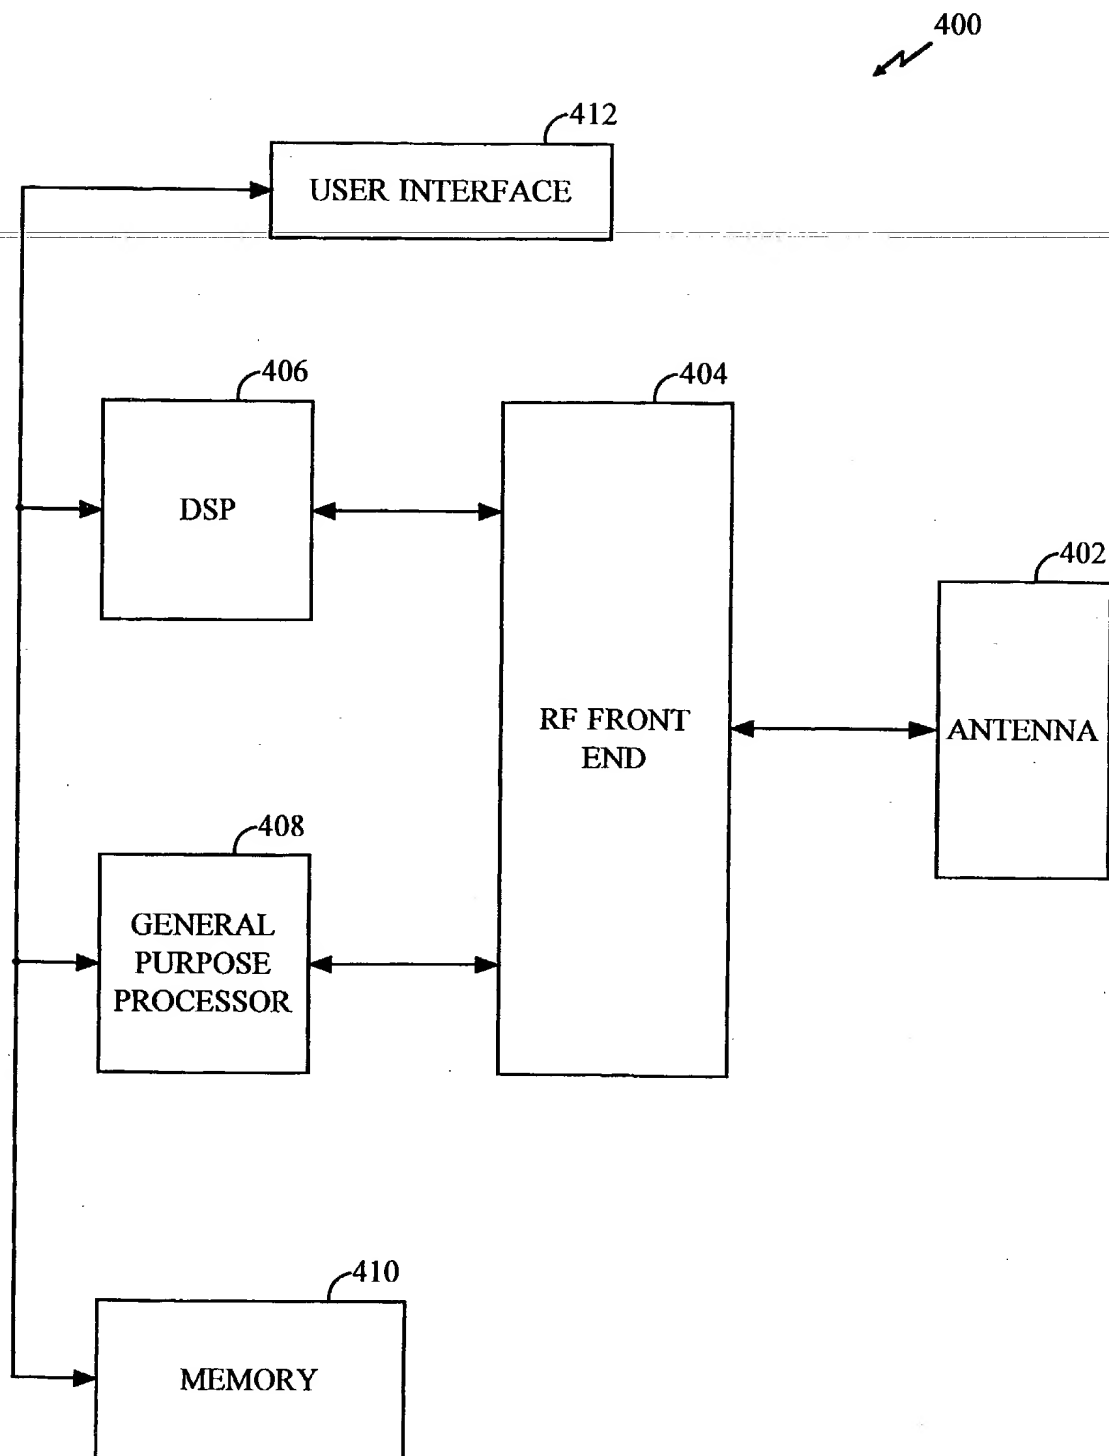 400
412
USER INTERFACE
406
DSP
404
RF FRONT
END
402
ANTENNA
408
GENERAL
PURPOSE
PROCESSOR
410
MEMORY